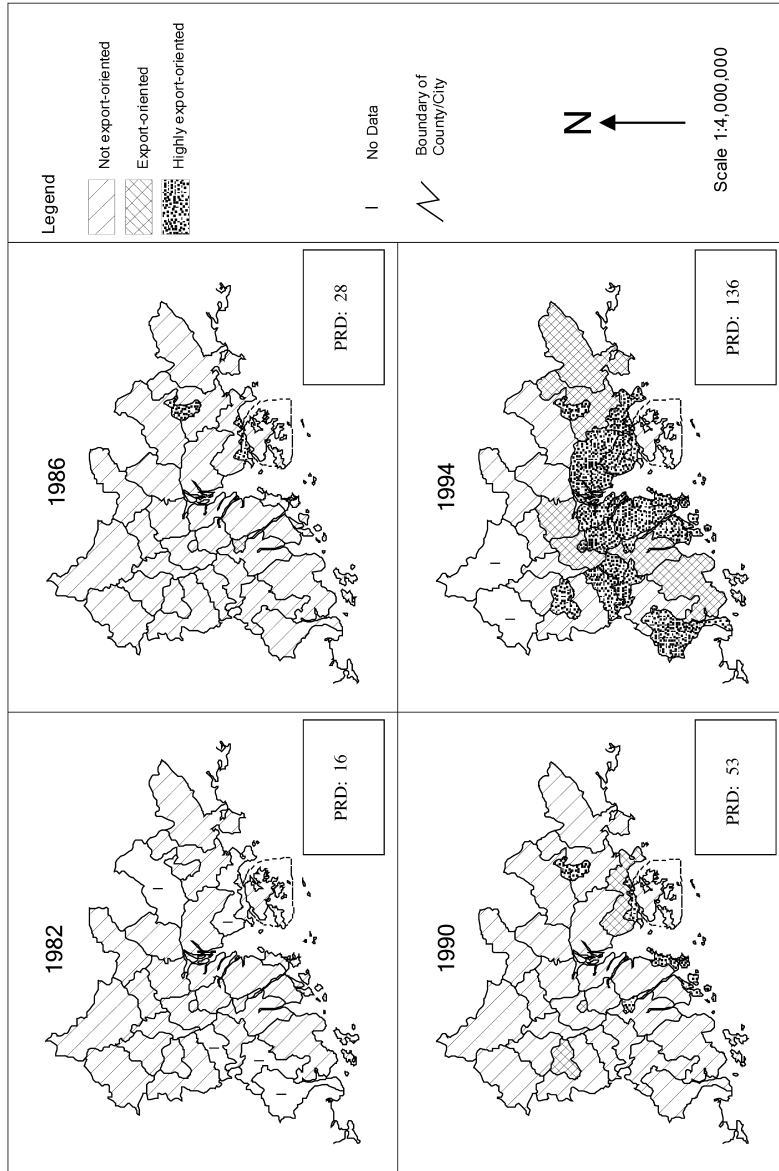 1982
PRD: 16
1986
PRD: 28
1990
PRD: 53
1994
PRD: 136
Legend
Not export-oriented
Export-oriented
Highly export-oriented
No Data
Boundary of
County/City
N
Scale 1:4,000,000